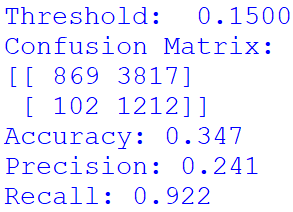 Threshold:  0.1500
Confusion Matrix:
[[ 869 3817]
 [ 102 1212]]
Accuracy: 0.347
Precision: 0.241
Recall: 0.922